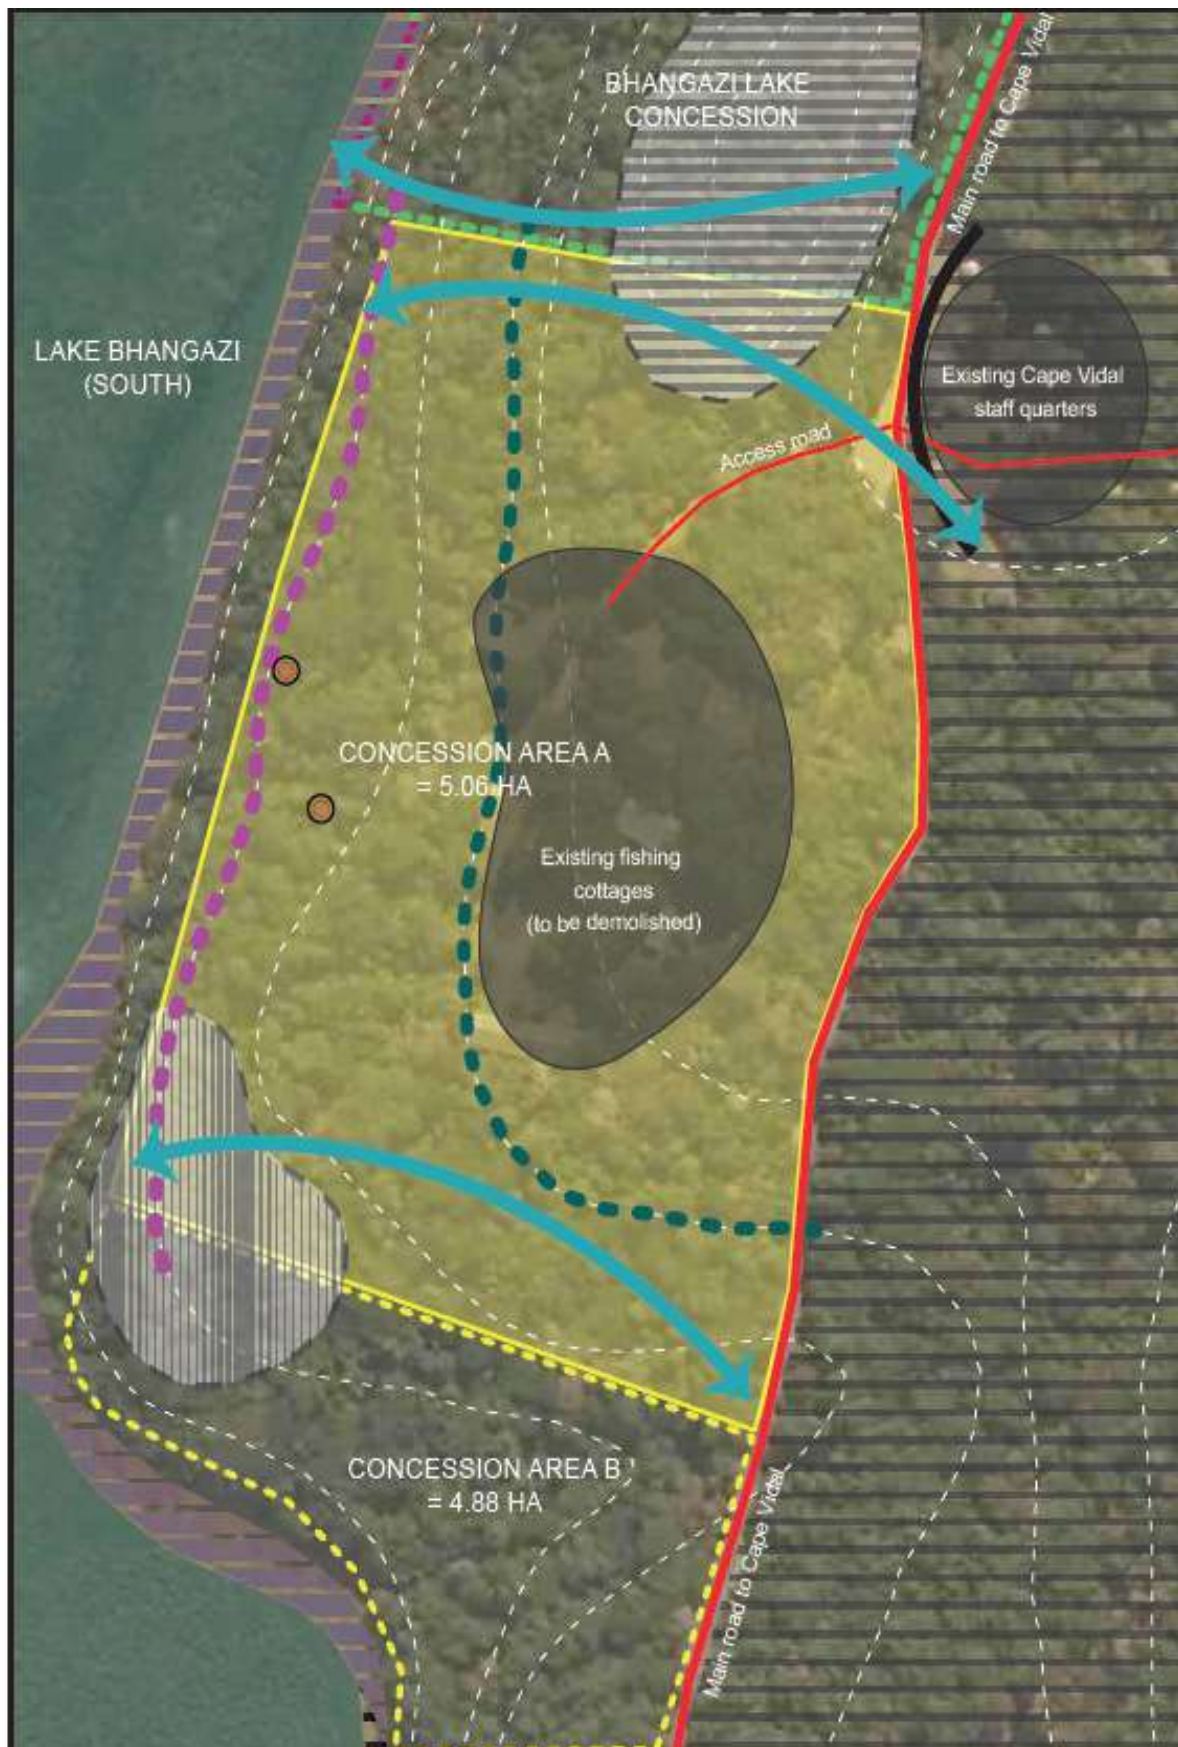 BHANGAZI LAKE
CONCESSION
Main road to Cape Vidal
LAKE BHANGAZI
(SOUTH)
Existing Cape Vidal
staff quarters
Access road
CONCESSION AREA A
= 5.06 HA
Existing fishing
cottages
(to be demolished)
CONCESSION AREA B
= 4.88 HA
Main road to Cape Vidal